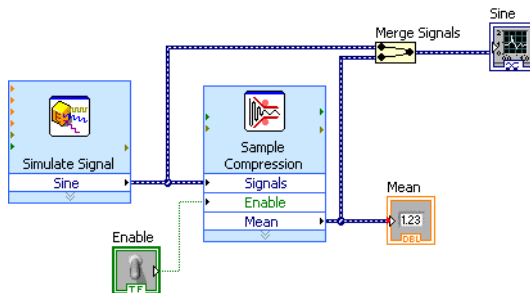 Sine
Merge Signals
Simulate Signal
Sine
Sample
Compression
Signals
Enable
Mean
Mean
1.23
DBL
Enable
TF